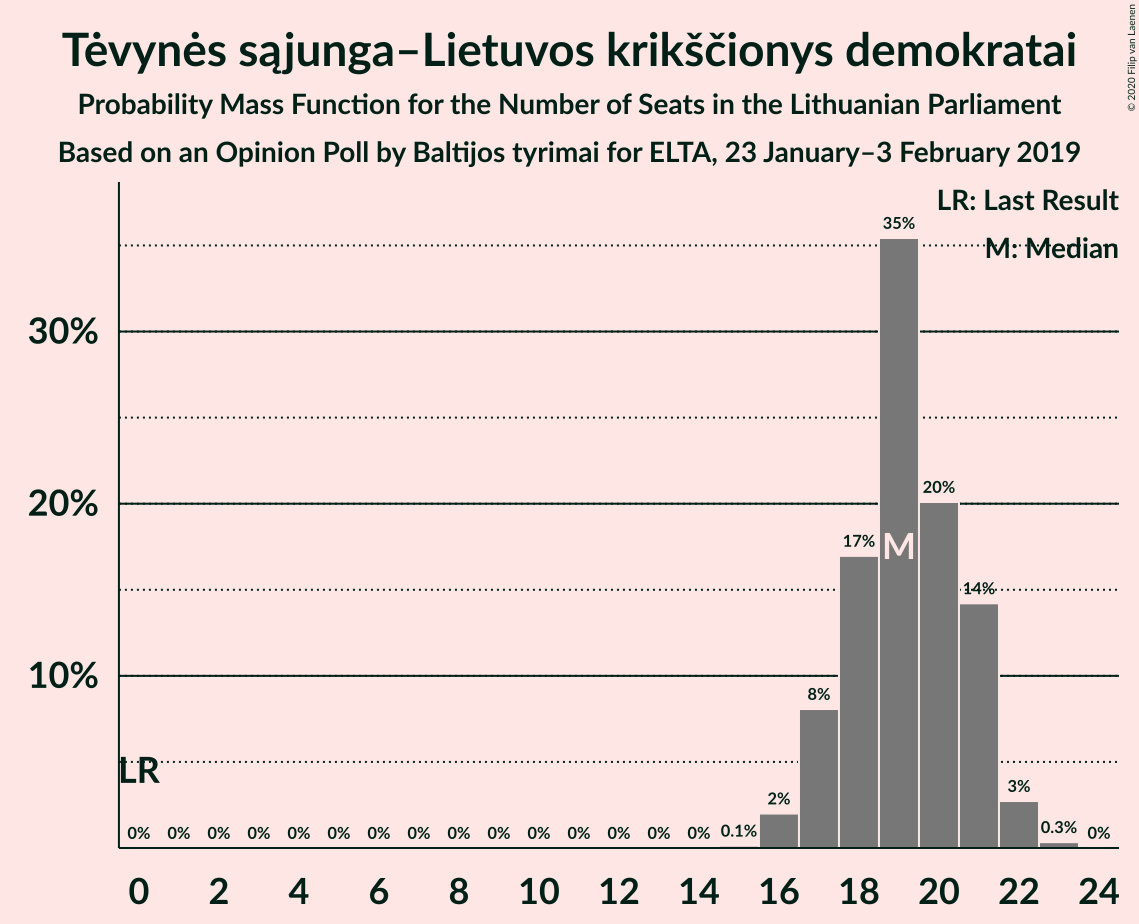 Tėvynės sąjunga–Lietuvos krikščionys demokratai
Probability Mass Function for the Number of Seats in the Lithuanian Parliament
Based on an Opinion Poll by Baltijos tyrimai for ELTA, 23 January–3 February 2019
© 2020 Filip van Laenen
LR: Last Result
M: Median
35%
30%
20%
20%
17%
M
14%
10%
8%
LR
3%
2%
0% 0% 0% 0% 0% 0% 0% 0% 0% 0% 0% 0% 0% 0% 0% 0.1% 0.3% 0%
0 2 4 6 8 10 12 14 16 18 20 22 24